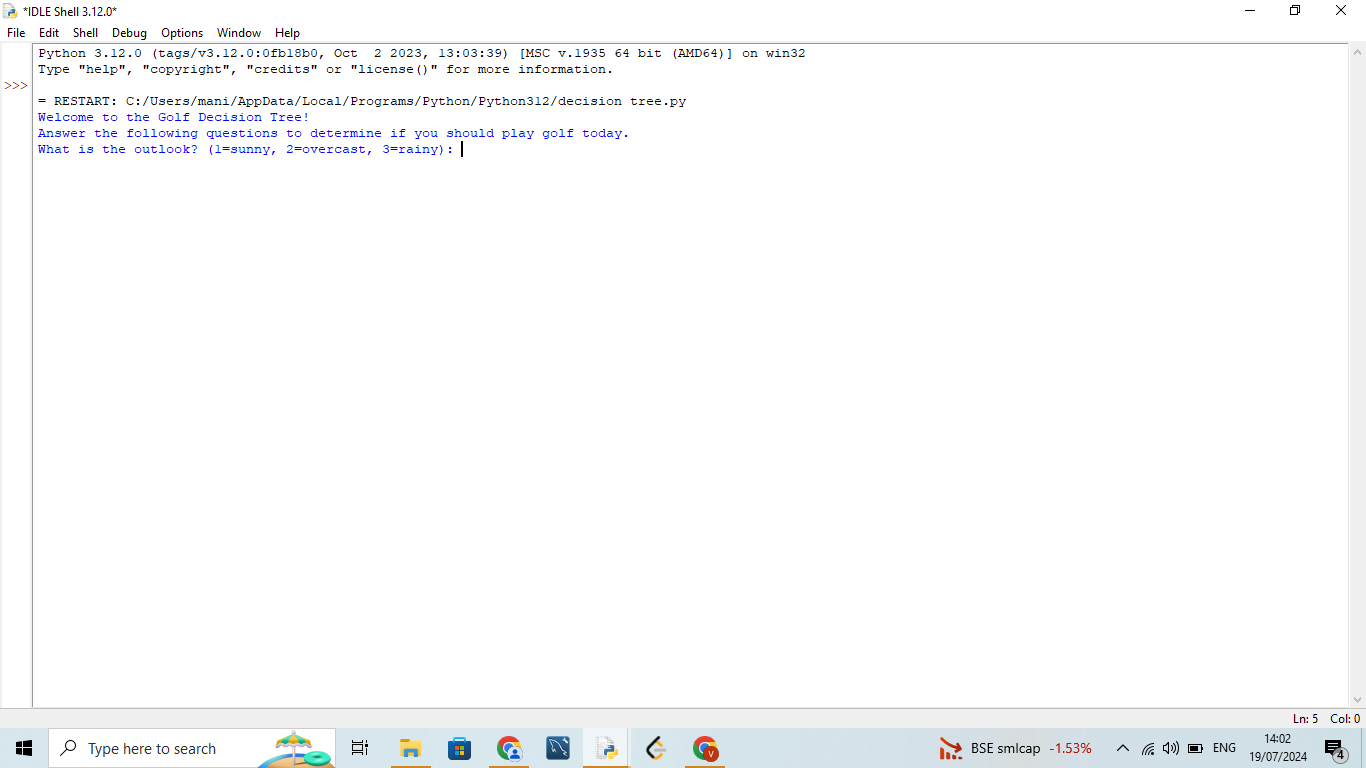 *IDLE Shell 3.12.0*
File Edit Shell Debug Options Window Help
Python 3.12.0 (tags/v3.12.0:0fb18b0, Oct  2 2023, 13:03:39) [MSC v.1935 64 bit (AMD64)] on win32
Type "help", "copyright", "credits" or "license()" for more information.
>>>
= RESTART: C:/Users/mani/AppData/Local/Programs/Python/Python312/decision tree.py
Welcome to the Golf Decision Tree!
Answer the following questions to determine if you should play golf today.
What is the outlook? (1=sunny, 2=overcast, 3=rainy):
Ln: 5 Col: 0
Type here to search
V
BSE smlcap -1.53%
ENG
14:02
19/07/2024
4